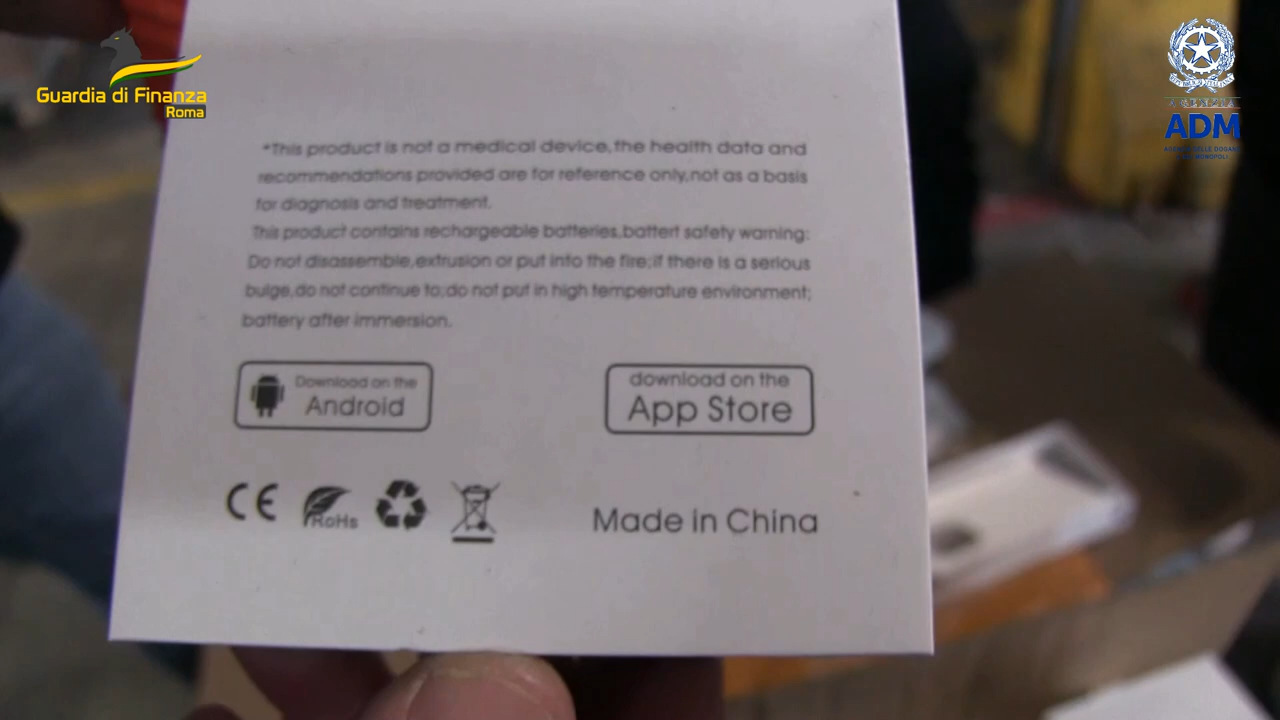 Guardia di Finanza
Roma
ADM
*This product is not a medical device,the health data and
recommendations provided are for reference only,not as a basis
for diagnosis and treatment.
This product contains rechargeable batteries,battert safety warning:
Do not disassemble,extrusion or put into the fire;if there is a serious
bulge,do not continue to;do not put in high temperature environment;
battery after immersion.
Download on the
Android
download on the
App Store
CE
RoHs
Made in China